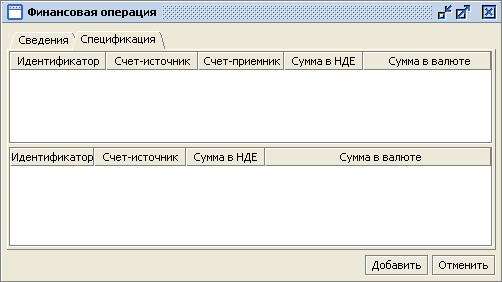 Финансовая операция
Сведения Спецификация
Идентификатор Счет-источник Счет-приемник Сумма в НДЕ Сумма в валюте
Идентификатор Счет-источник Сумма в НДЕ Сумма в валюте
Добавить Отменить